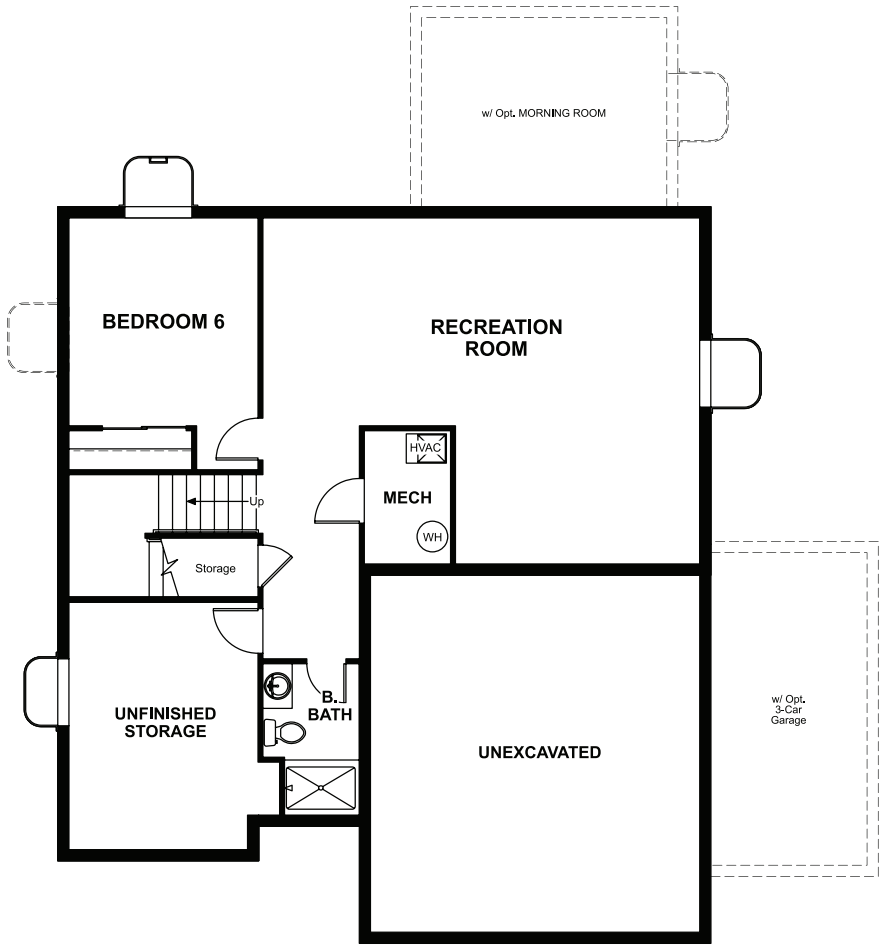 w/ Opt. MORNING ROOM
BEDROOM 6
RECREATION
ROOM
HVAC
MECH
Up
WH
Storage
B.
BATH
UNFINISHED
STORAGE
w/ Opt.
3-Car
Garage
UNEXCAVATED